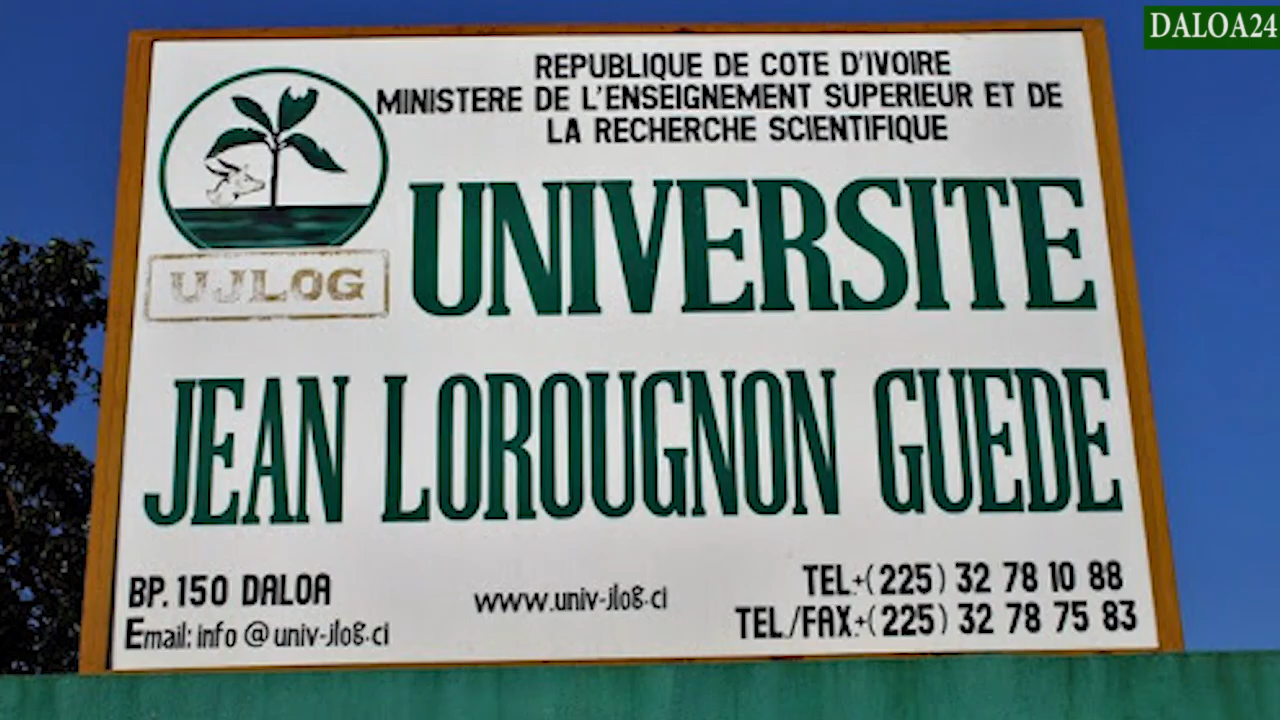 DALOA24
REPUBLIQUE DE COTE D'IVOIRE
MINISTERE DE L'ENSEIGNEMENT SUPERIEUR ET DE
LA RECHERCHE SCIENTIFIQUE
UJLOG
UNIVERSITE
JEAN LOROUGNON GUEDE
BP. 150 DALOA
Email: info @ univ-jlog.ci
www.univ-jlog.ci
TEL+(225) 32 78 10 88
TEL./FAX:+(225) 32 78 75 83